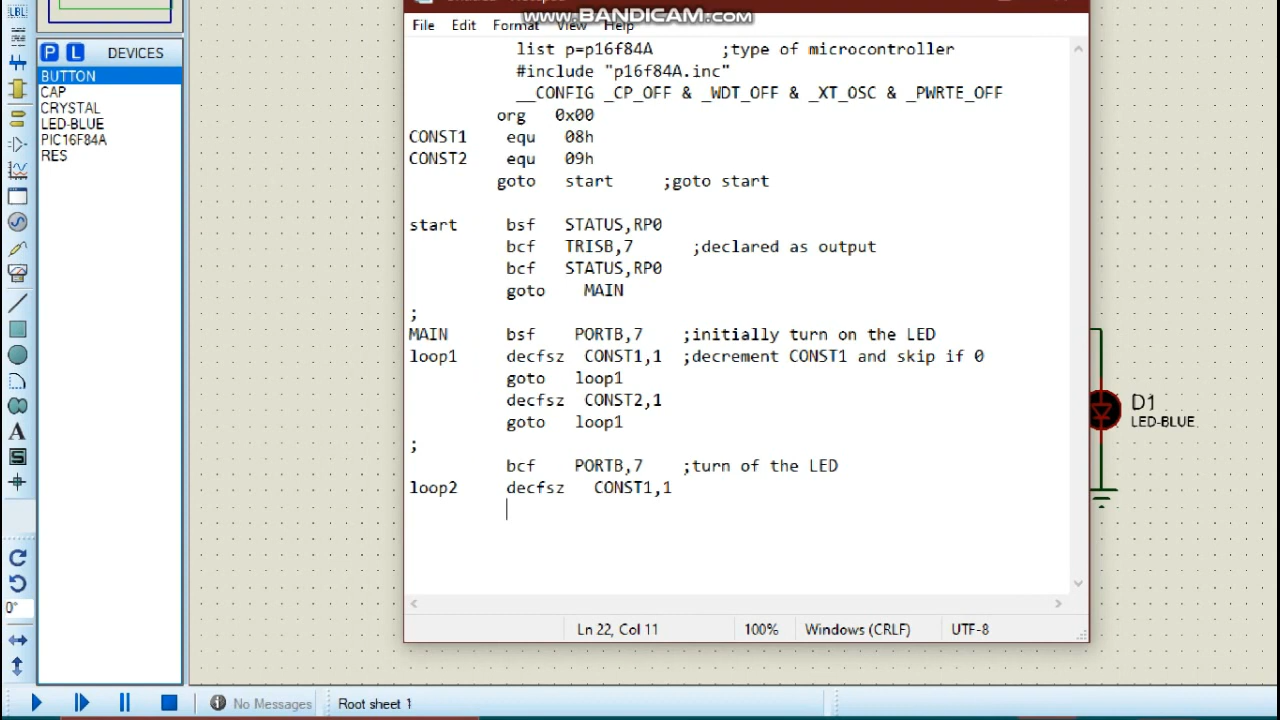 www.BANDICAM.com
File Edit Format View Help
LBL
P L DEVICES
BUTTON
CAP
CRYSTAL
LED-BLUE
PIC16F84A
RES
list p=p16f84A ;type of microcontroller
#include "p16f84A.inc"
__CONFIG _CP_OFF & _WDT_OFF & _XT_OSC & _PWRTE_OFF
org 0x00
CONST1 equ 08h
CONST2 equ 09h
goto start ;goto start
start bsf STATUS,RP0
bcf TRISB,7 ;declared as output
bcf STATUS,RP0
goto MAIN
;
MAIN bsf PORTB,7 ;initially turn on the LED
loop1 decfsz CONST1,1 ;decrement CONST1 and skip if 0
goto loop1
decfsz CONST2,1
goto loop1
;
bcf PORTB,7 ;turn of the LED
loop2 decfsz CONST1,1
D1
LED-BLUE
A
S
0°
Ln 22, Col 11 100% Windows (CRLF) UTF-8
No Messages Root sheet 1